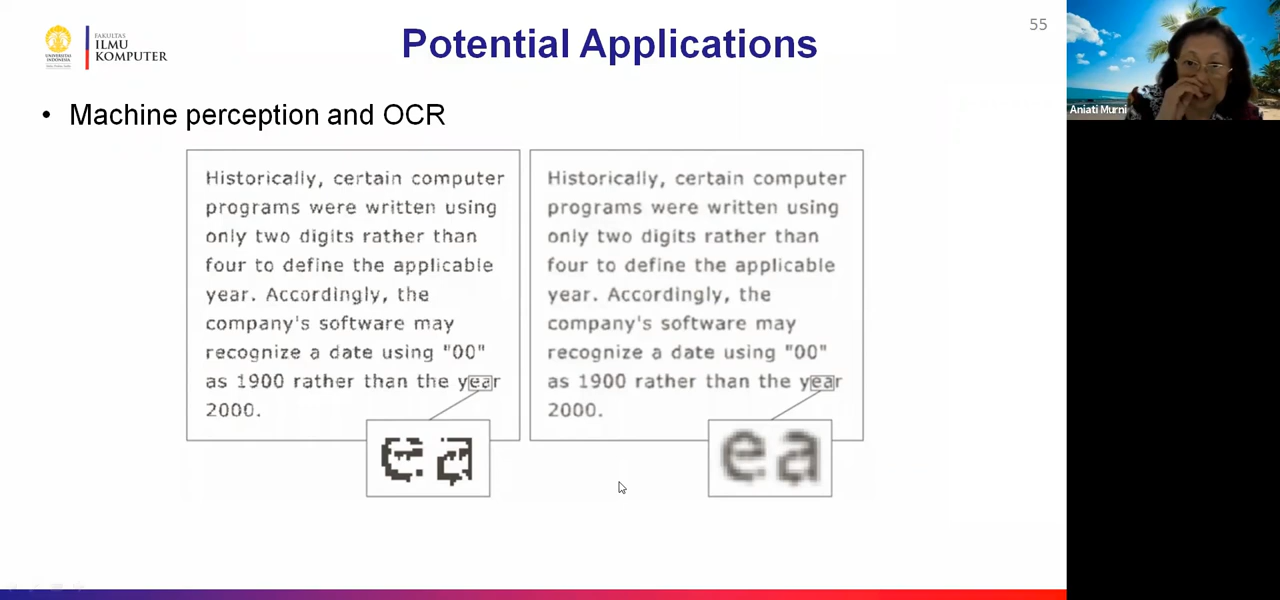 FAKULTAS
ILMU
KOMPUTER
UNIVERSITAS
INDONESIA
Potential Applications
55
Aniati Murni
• Machine perception and OCR
Historically, certain computer
programs were written using
only two digits rather than
four to define the applicable
year. Accordingly, the
company's software may
recognize a date using "00"
as 1900 rather than the year
2000.
ea
Historically, certain computer
programs were written using
only two digits rather than
four to define the applicable
year. Accordingly, the
company's software may
recognize a date using "00"
as 1900 rather than the year
2000.
ea